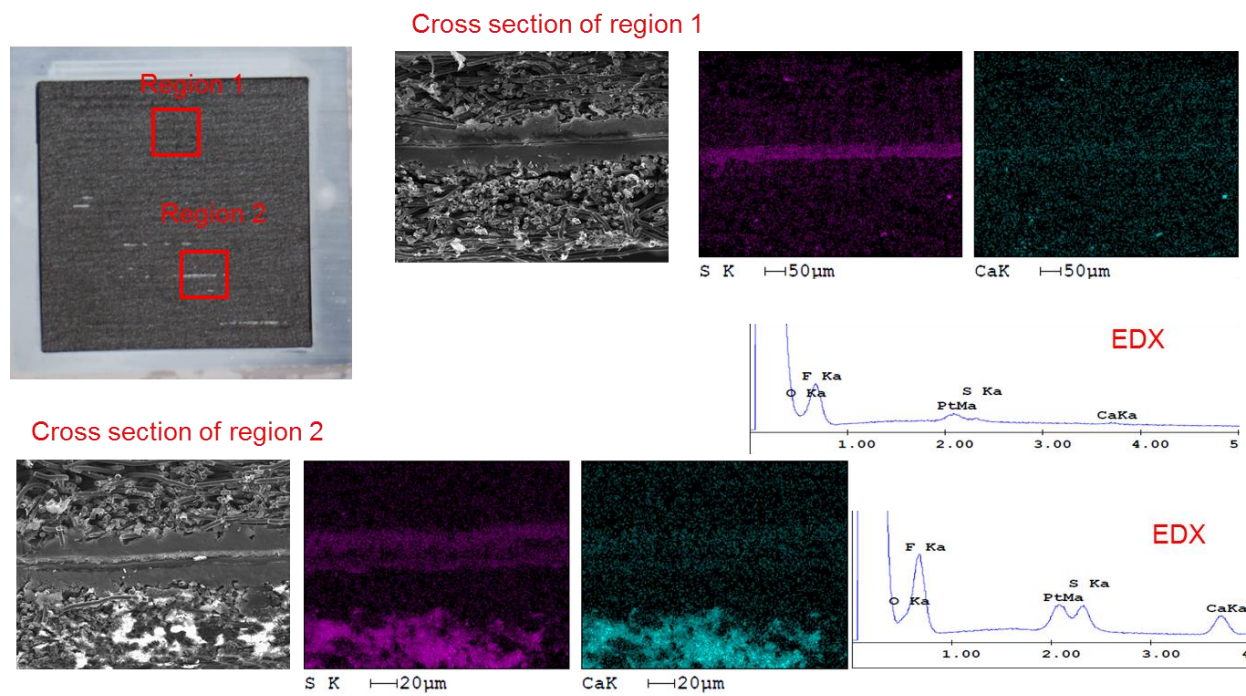 Cross section of region 1
Region 1
Region 2
S K 50µm
CaK 50µm
EDX
F Ka
O Ka
S Ka
PtMa
CaKa
1.00 2.00 3.00 4.00 5
Cross section of region 2
EDX
F Ka
O Ka
S Ka
PtMa
CaKa
1.00 2.00 3.00 4
S K 20µm
CaK 20µm